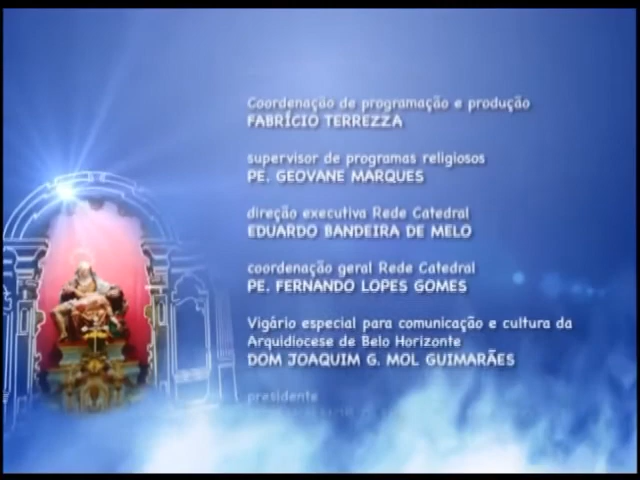 Coordenação de programação e produção
FABRÍCIO TERREZZA
supervisor de programas religiosos
PE. GEOVANE MARQUES
direção executiva Rede Catedral
EDUARDO BANDEIRA DE MELO
coordenação geral Rede Catedral
PE. FERNANDO LOPES GOMES
Vigário especial para comunicação e cultura da
Arquidiocese de Belo Horizonte
DOM JOAQUIM G. MOL GUIMARÃES
presidente